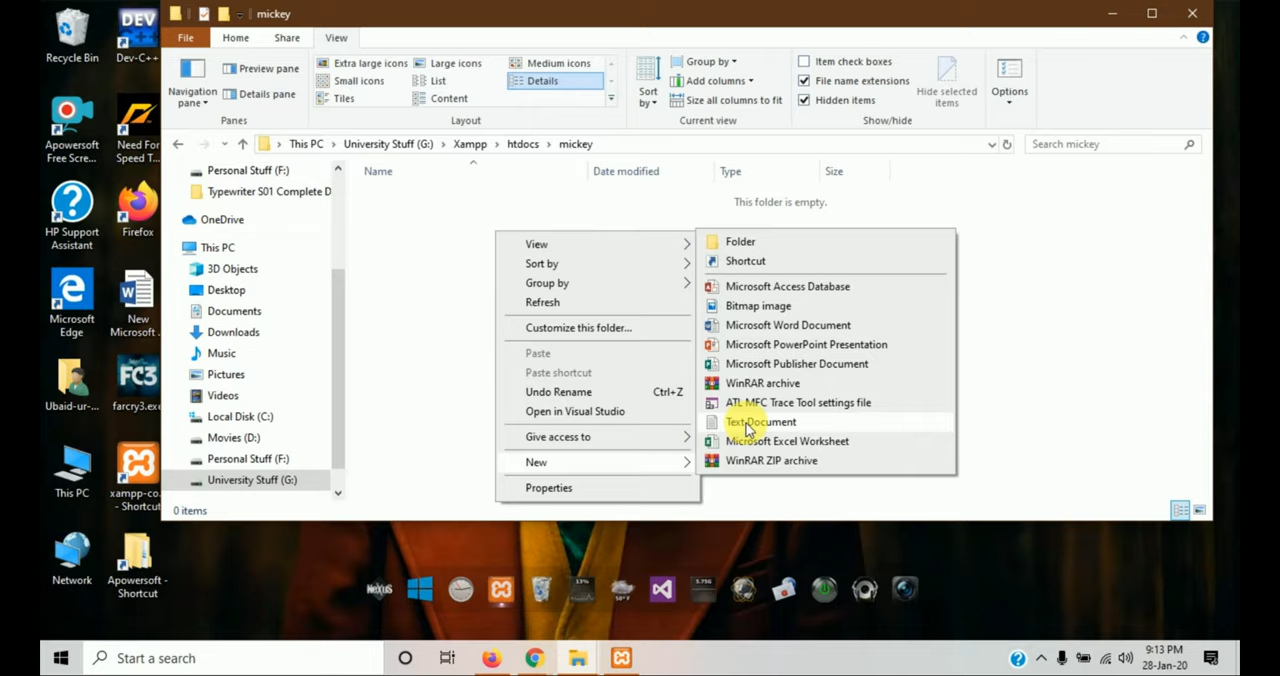 mickey
File
Home
Share
View
Navigation pane
Preview pane
Details pane
Panes
Extra large icons
Large icons
Medium icons
Small icons
List
Details
Tiles
Content
Layout
Sort by
Group by
Add columns
Size all columns to fit
Current view
Item check boxes
File name extensions
Hidden items
Hide selected items
Show/hide
Options
This PC > University Stuff (G:) > Xampp > htdocs > mickey
Search mickey
Name
Date modified
Type
Size
This folder is empty.
Personal Stuff (F:)
Typewriter S01 Complete D
OneDrive
This PC
3D Objects
Desktop
Documents
Downloads
Music
Pictures
Videos
Local Disk (C:)
Movies (D:)
Personal Stuff (F:)
University Stuff (G:)
0 items
View
Sort by
Group by
Refresh
Customize this folder...
Paste
Paste shortcut
Undo Rename Ctrl+Z
Open in Visual Studio
Give access to
New
Properties
Folder
Shortcut
Microsoft Access Database
Bitmap image
Microsoft Word Document
Microsoft PowerPoint Presentation
Microsoft Publisher Document
WinRAR archive
ATL MFC Trace Tool settings file
Text Document
Microsoft Excel Worksheet
WinRAR ZIP archive
Recycle Bin
DEV
Dev-C++
Apowersoft
Free Scre...
Need For
Speed T...
HP Support
Assistant
Firefox
Microsoft
Edge
New
Microsoft ...
Ubaid-ur-...
FC3
farcry3.exe
This PC
xampp-co...
- Shortcut
Network
Apowersoft -
Shortcut
NeXuS
13%
50°F
5.756
Start a search
9:13 PM
28-Jan-20